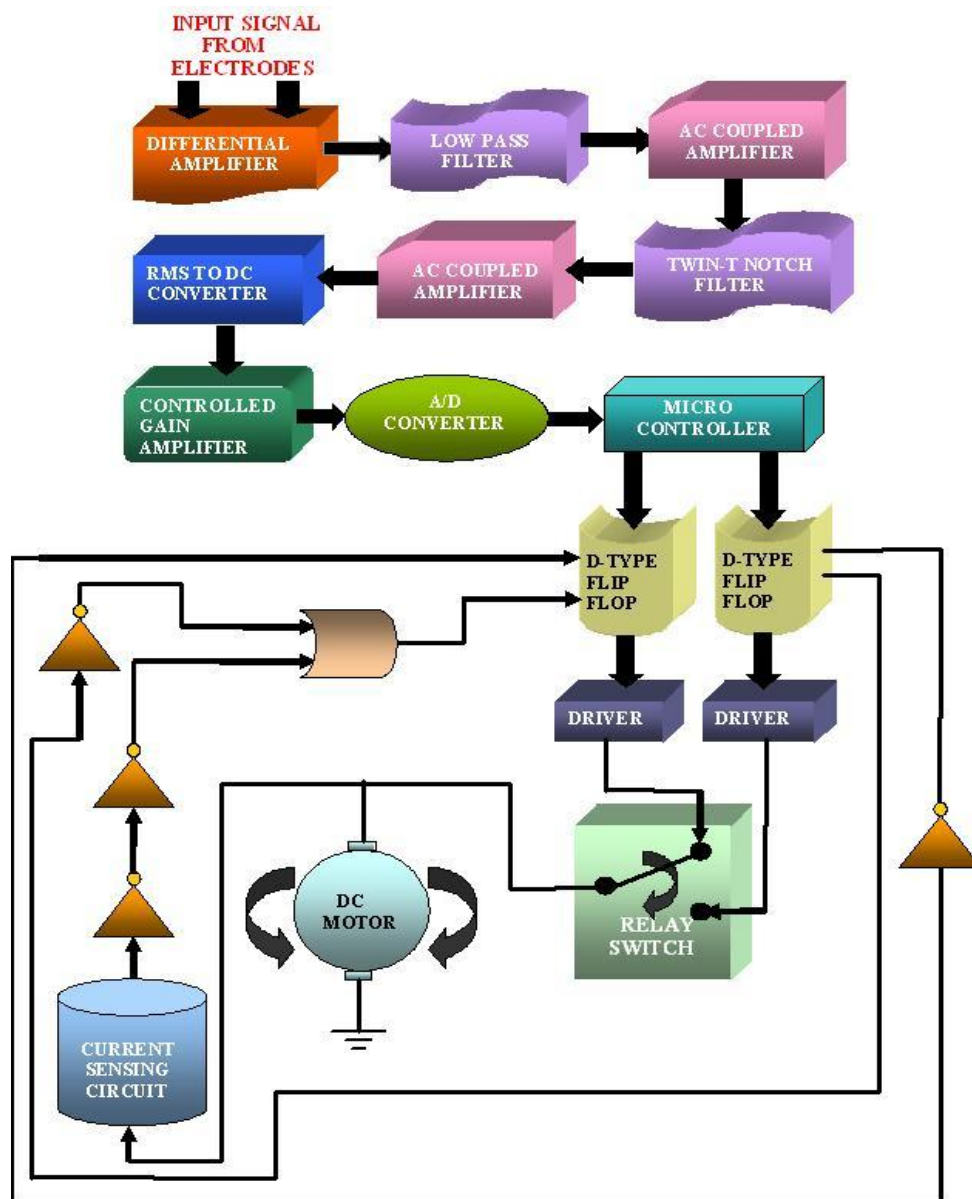 INPUT SIGNAL
FROM
ELECTRODES
DIFFERENTIAL
AMPLIFIER
LOW PASS
FILTER
AC COUPLED
AMPLIFIER
RMS TO DC
CONVERTER
AC COUPLED
AMPLIFIER
TWIN-T NOTCH
FILTER
CONTROLLED
GAIN
AMPLIFIER
A/D
CONVERTER
MICRO
CONTROLLER
D-TYPE
FLIP
FLOP
D-TYPE
FLIP
FLOP
DRIVER
DRIVER
DC
MOTOR
RELAY
SWITCH
CURRENT
SENSING
CIRCUIT